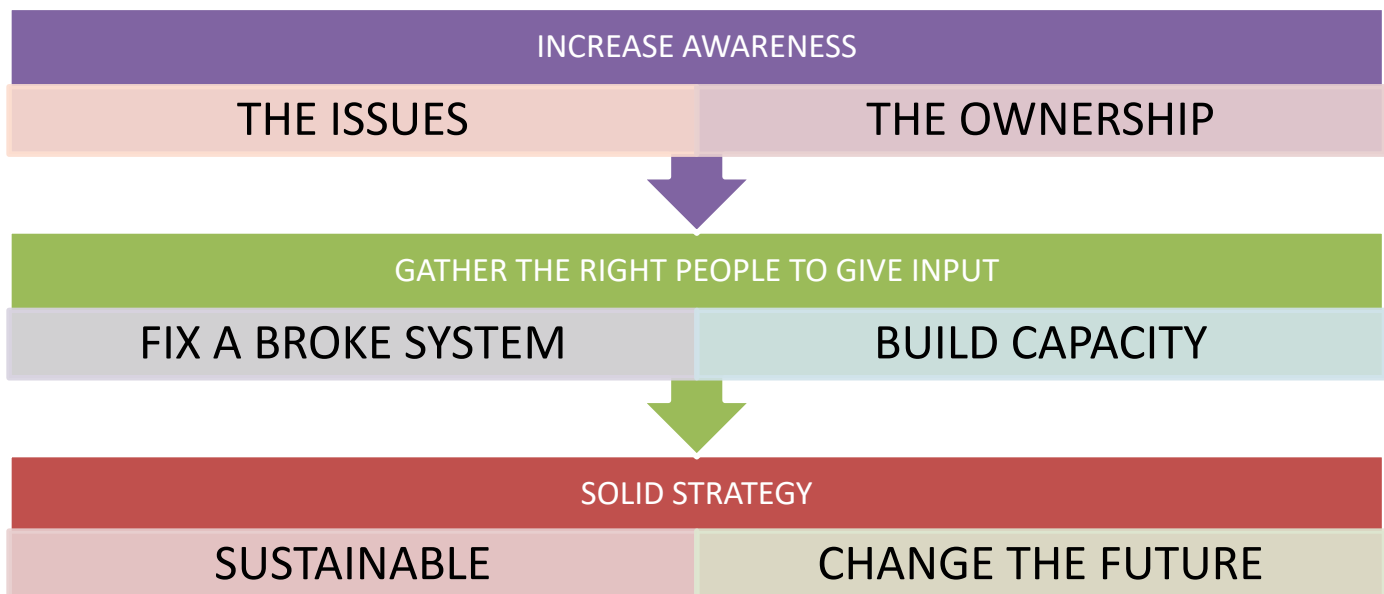 INCREASE AWARENESS
THE ISSUES
THE OWNERSHIP
GATHER THE RIGHT PEOPLE TO GIVE INPUT
FIX A BROKE SYSTEM
BUILD CAPACITY
SOLID STRATEGY
SUSTAINABLE
CHANGE THE FUTURE